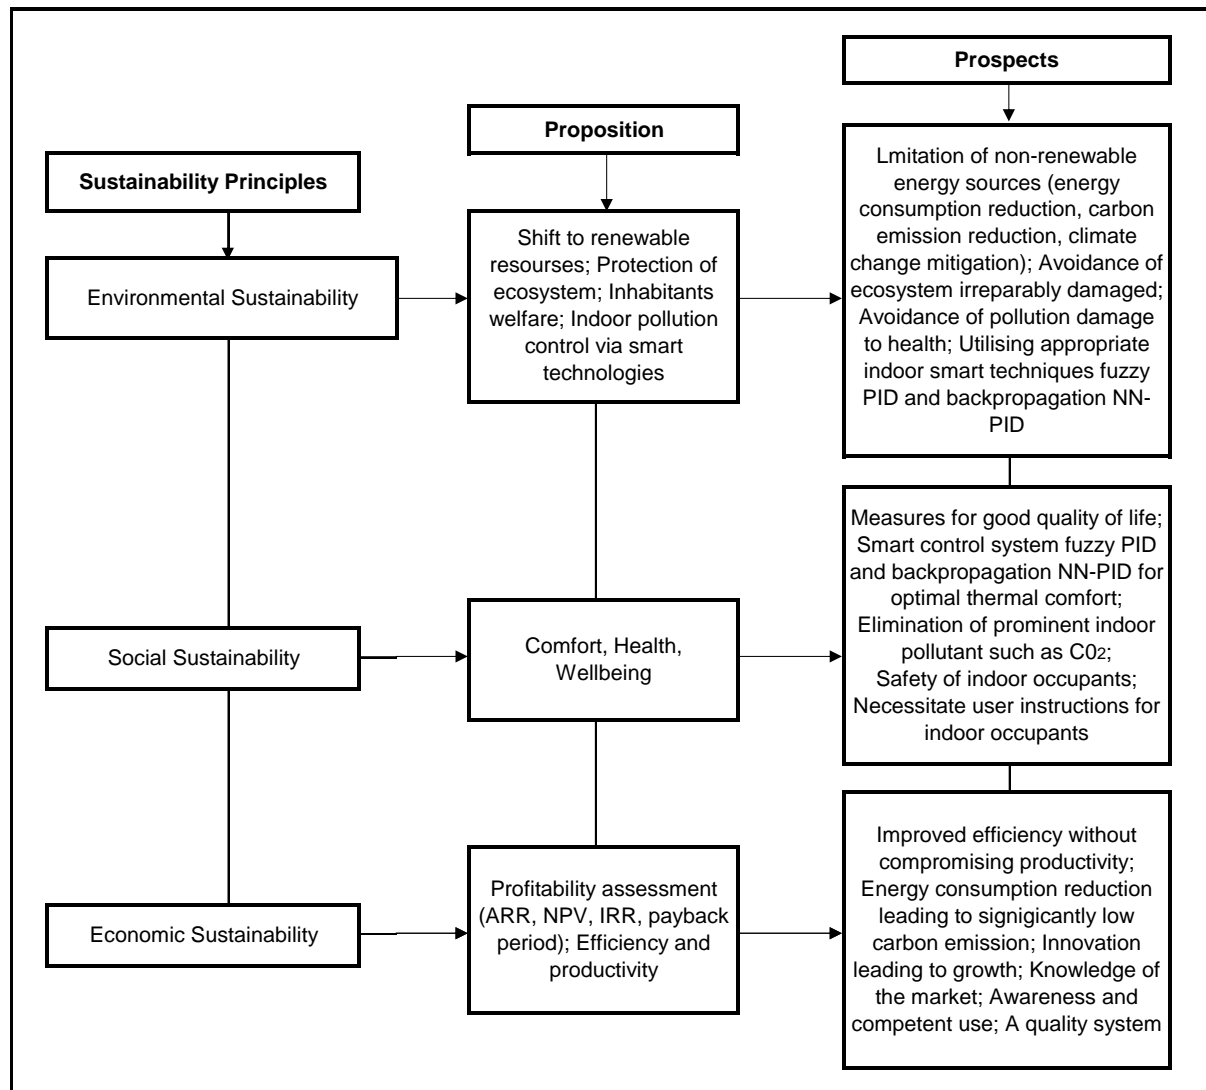 Prospects
Proposition
Sustainability Principles
Lmitation of non-renewable
energy sources (energy
consumption reduction, carbon
emission reduction, climate
change mitigation); Avoidance of
ecosystem irreparably damaged;
Avoidance of pollution damage
to health; Utilising appropriate
indoor smart techniques fuzzy
PID and backpropagation NN-
PID
Shift to renewable
resourses; Protection of
ecosystem; Inhabitants
welfare; Indoor pollution
control via smart
technologies
Environmental Sustainability
Measures for good quality of life;
Smart control system fuzzy PID
and backpropagation NN-PID for
optimal thermal comfort;
Elimination of prominent indoor
pollutant such as C02;
Safety of indoor occupants;
Necessitate user instructions for
indoor occupants
Comfort, Health,
Wellbeing
Social Sustainability
Improved efficiency without
compromising productivity;
Energy consumption reduction
leading to signigicantly low
carbon emission; Innovation
leading to growth; Knowledge of
the market; Awareness and
competent use; A quality system
Profitability assessment
(ARR, NPV, IRR, payback
period); Efficiency and
productivity
Economic Sustainability